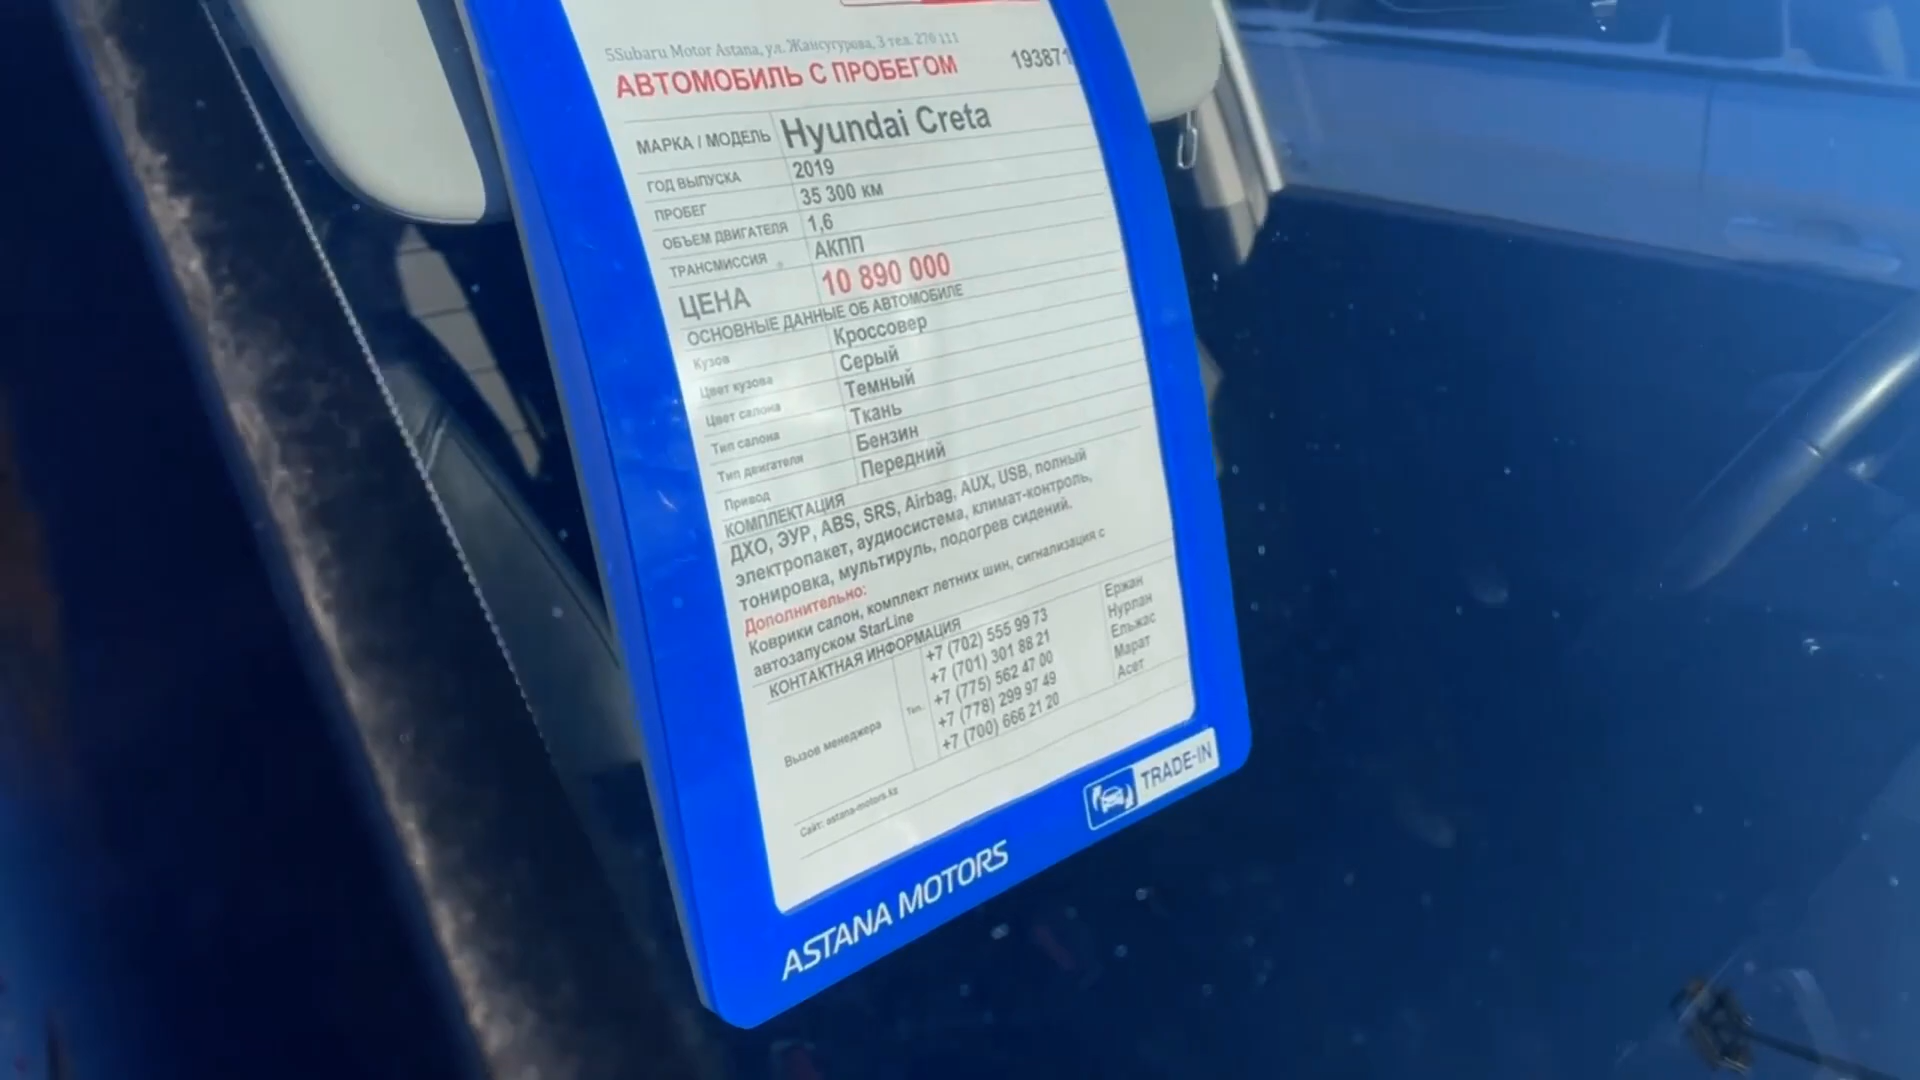 5Subaru Motor Astana, ул. Жансугурова, 3 тел. 270 111
АВТОМОБИЛЬ С ПРОБЕГОМ 193871
МАРКА / МОДЕЛЬ Hyundai Creta
ГОД ВЫПУСКА 2019
ПРОБЕГ 35 300 км
ОБЪЕМ ДВИГАТЕЛЯ 1,6
ТРАНСМИССИЯ АКПП
ЦЕНА 10 890 000
ОСНОВНЫЕ ДАННЫЕ ОБ АВТОМОБИЛЕ
Кузов Кроссовер
Цвет кузова Серый
Цвет салона Темный
Тип салона Ткань
Тип двигателя Бензин
Привод Передний
КОМПЛЕКТАЦИЯ
ДХО, ЭУР, ABS, SRS, Airbag, AUX, USB, полный
электропакет, аудиосистема, климат-контроль,
тонировка, мультируль, подогрев сидений.
Дополнительно:
Коврики салон, комплект летних шин, сигнализация с
автозапуском StarLine
КОНТАКТНАЯ ИНФОРМАЦИЯ
Вызов менеджера Тел.
+7 (702) 555 99 73 Ержан
+7 (701) 301 88 21 Нурлан
+7 (775) 562 47 00 Ельжас
+7 (778) 299 97 49 Марат
+7 (700) 666 21 20 Асет
Сайт: astana-motors.kz
TRADE-IN
ASTANA MOTORS